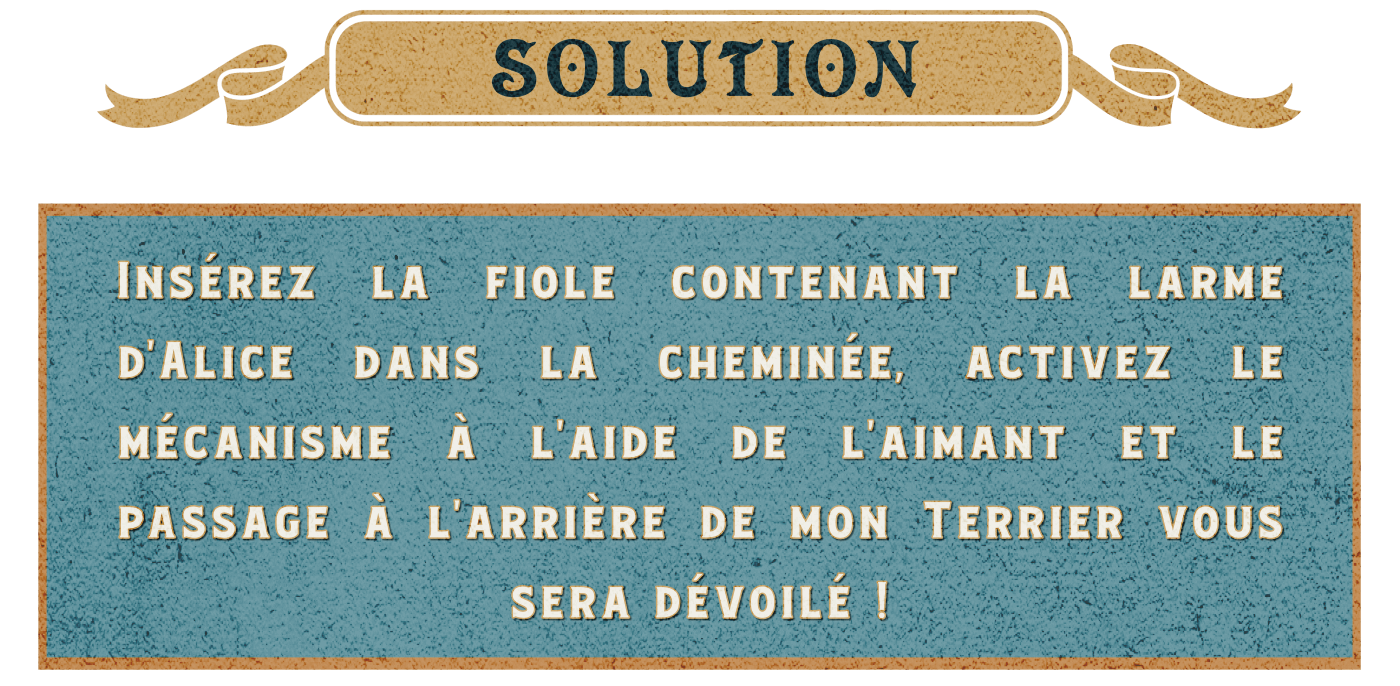 SOLUTION
Insérez la fiole contenant la larme
d'Alice dans la cheminée, activez le
mécanisme à l'aide de l'aimant et le
passage à l'arrière de mon Terrier vous
sera dévoilé !